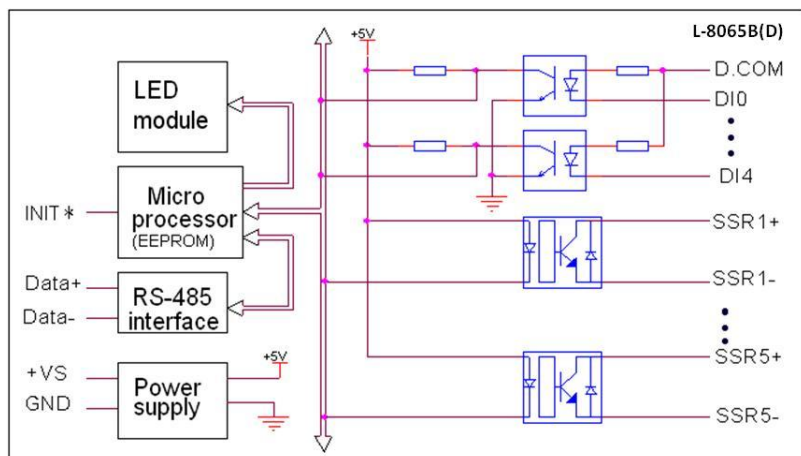 L-8065B(D)
+5V
D.COM
DI0
DI4
SSR1+
SSR1-
SSR5+
SSR5-
LED
module
Micro
processor
(EEPROM)
INIT*
Data+
Data-
RS-485
interface
+VS
GND
Power
supply
+5V